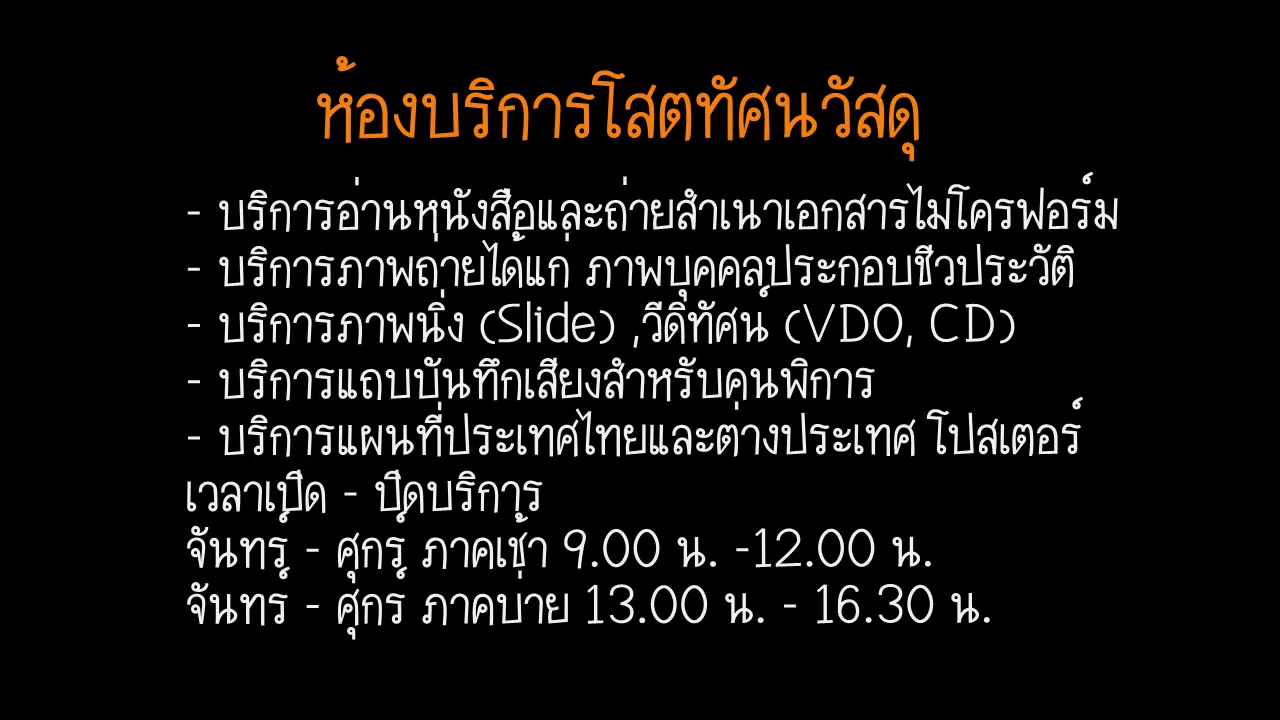 ห้องบริการโสตทัศนวัสดุ
- บริการอ่านหนังสือและถ่ายสำเนาเอกสารไมโครฟอร์ม
- บริการภาพถ่ายได้แก่ ภาพบุคคลประกอบชีวประวัติ
- บริการภาพนิ่ง (Slide) ,วีดิทัศน์ (VDO, CD)
- บริการแถบบันทึกเสียงสำหรับคนพิการ
- บริการแผนที่ประเทศไทยและต่างประเทศ โปสเตอร์
เวลาเปิด - ปิดบริการ
จันทร์ - ศุกร์ ภาคเช้า 9.00 น. -12.00 น.
จันทร์ - ศุกร์ ภาคบ่าย 13.00 น. - 16.30 น.